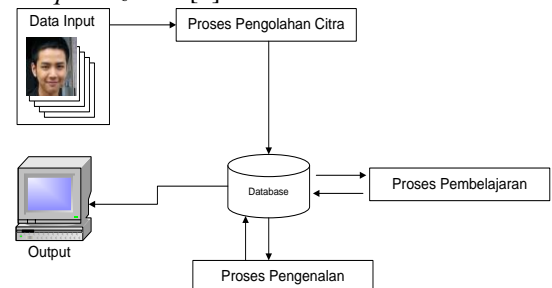 Data Input
Proses Pengolahan Citra
Database
Proses Pembelajaran
Output
Proses Pengenalan